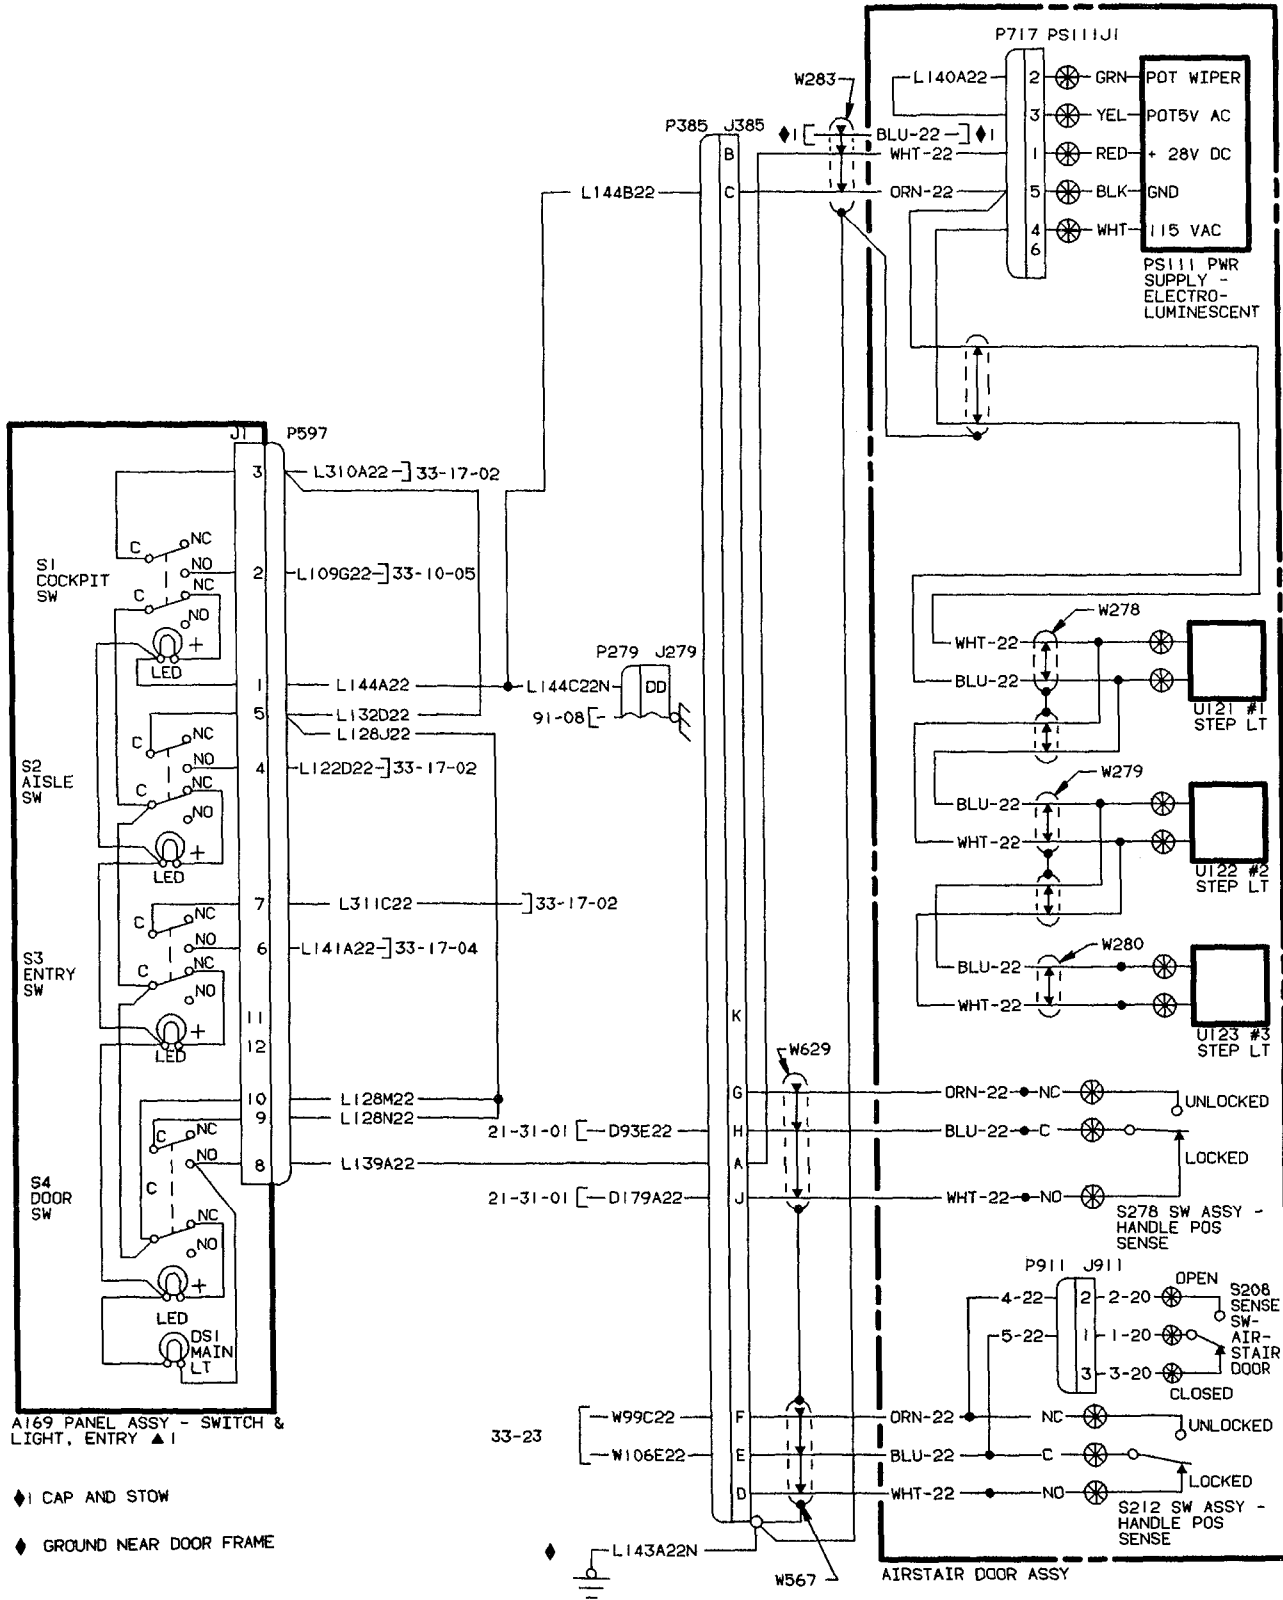 P717 PS111J1
W283
L140A22
2
GRN
POT WIPER
P385 J385
3
YEL
POT5V AC
◆1 [ BLU-22 ] ◆1
B
WHT-22
1
RED
+ 28V DC
L144B22
C
ORN-22
5
BLK
GND
4
WHT
115 VAC
6
PS111 PWR
SUPPLY -
ELECTRO-
LUMINESCENT
J1
P597
3
L310A22
33-17-02
NC
C
NO
S1
COCKPIT
SW
2
L109G22
33-10-05
NC
C
NO
+
LED
W278
WHT-22
P279 J279
1
L144A22
L144C22N
DD
BLU-22
91-08
5
L132D22
L128J22
U121 #1
STEP LT
NC
C
NO
S2
AISLE
SW
4
L122D22
33-17-02
NC
C
NO
+
LED
W279
BLU-22
WHT-22
U122 #2
STEP LT
7
L311C22
33-17-02
NC
C
NO
S3
ENTRY
SW
6
L141A22
33-17-04
NC
C
NO
+
LED
W280
BLU-22
WHT-22
11
12
K
U123 #3
STEP LT
W629
10
L128M22
G
ORN-22
NC
UNLOCKED
9
L128N22
21-31-01
D93E22
H
BLU-22
C
C
NC
NO
8
L139A22
A
LOCKED
S4
DOOR
SW
C
21-31-01
D179A22
J
WHT-22
NO
S278 SW ASSY -
HANDLE POS
SENSE
NC
NO
+
LED
P911 J911
OPEN
4-22
2
2-20
S208
SENSE
SW-
AIR-
STAIR
DOOR
5-22
1
1-20
3
3-20
CLOSED
DS1
MAIN
LT
A169 PANEL ASSY - SWITCH &
LIGHT, ENTRY ▲1
33-23
W99C22
F
ORN-22
NC
UNLOCKED
W106E22
E
BLU-22
C
LOCKED
D
WHT-22
NO
S212 SW ASSY -
HANDLE POS
SENSE
◆1 CAP AND STOW
◆ GROUND NEAR DOOR FRAME
◆
L143A22N
W567
AIRSTAIR DOOR ASSY